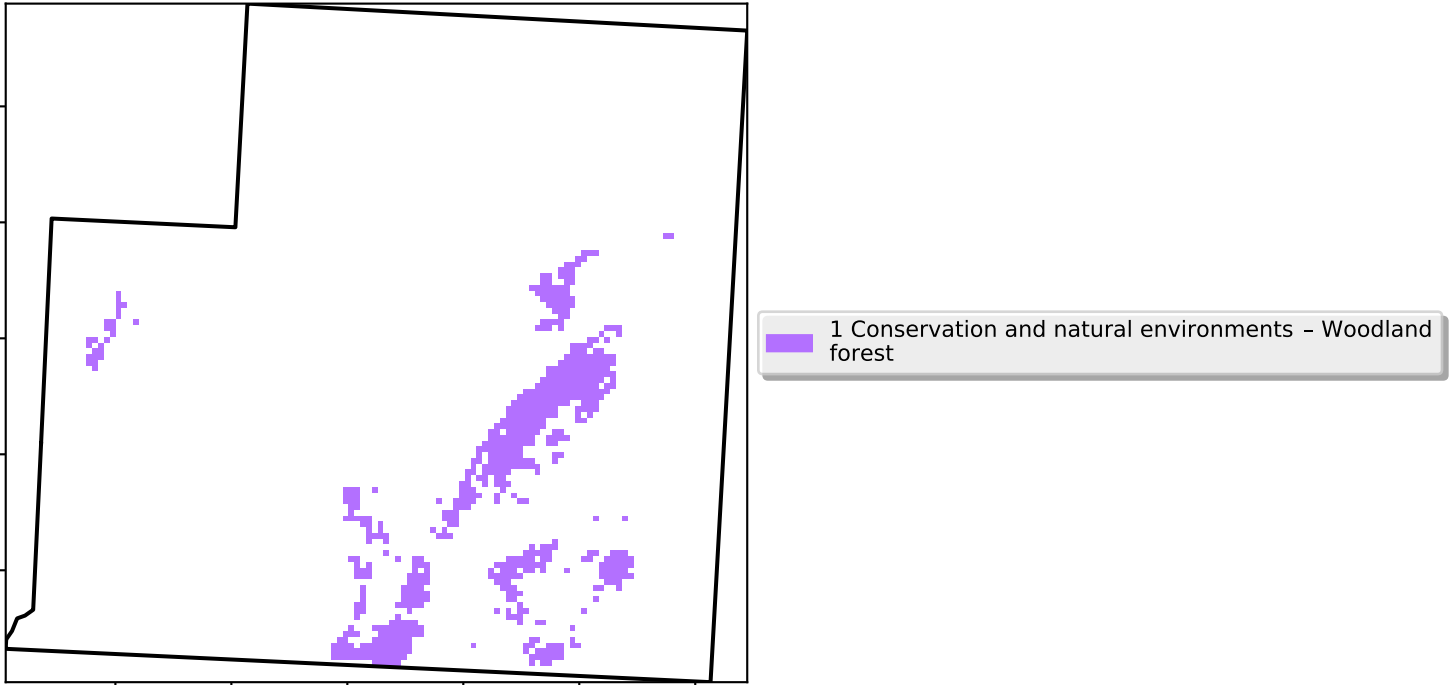 1 Conservation and natural environments – Woodland
forest